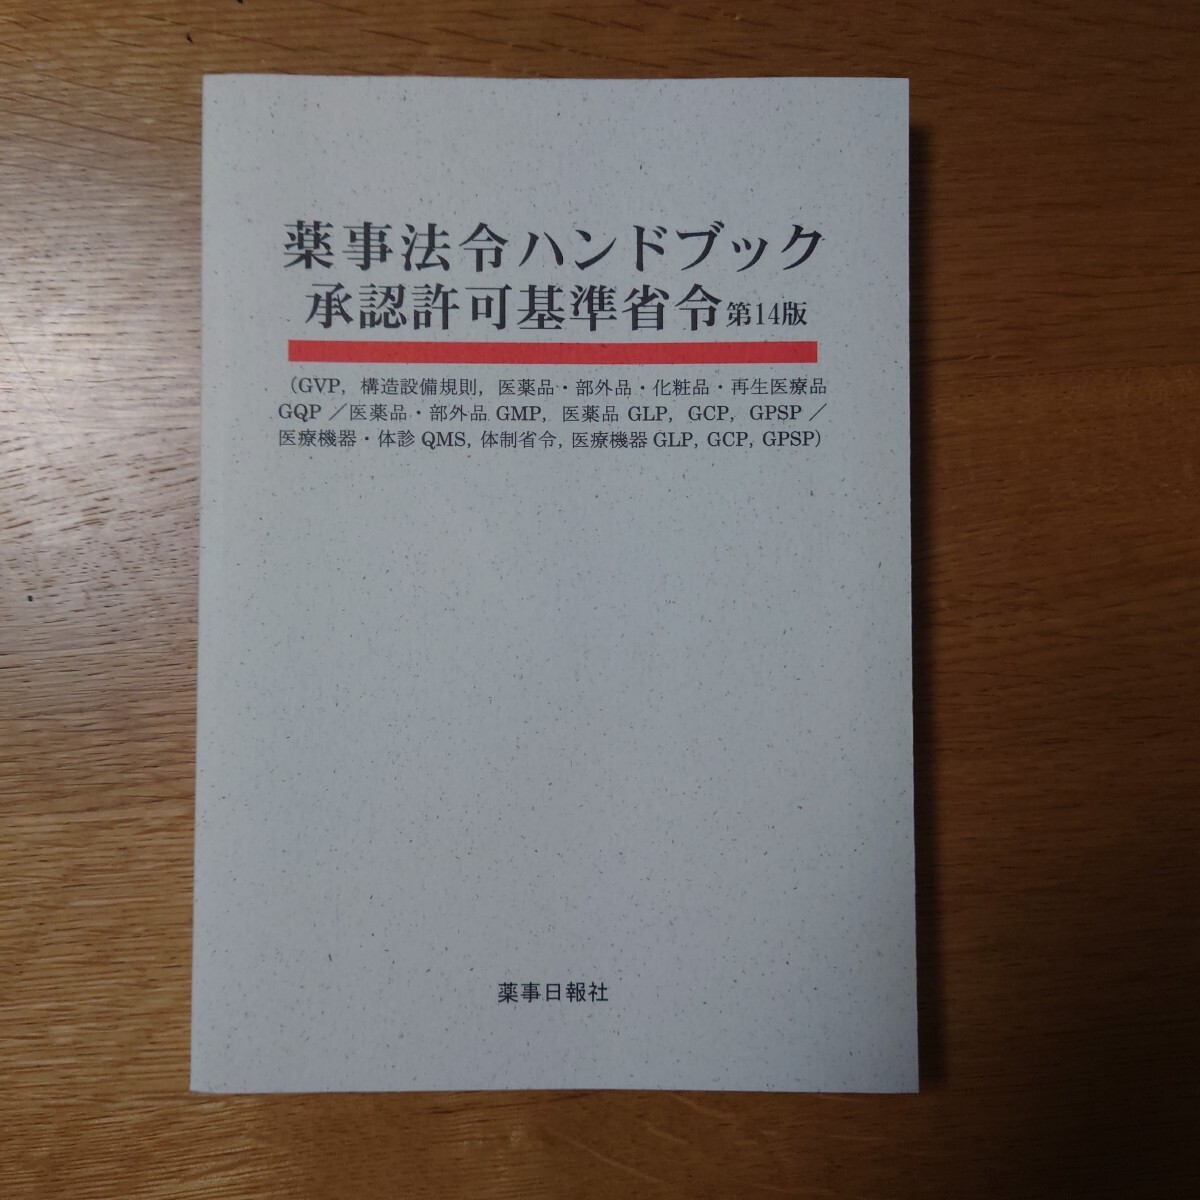 薬事法令ハンドブック
承認許可基準省令第14版
（GVP, 構造設備規則, 医薬品・部外品・化粧品・再生医療品
GQP／医薬品・部外品 GMP, 医薬品 GLP, GCP, GPSP／
医療機器・体診 QMS, 体制省令, 医療機器 GLP, GCP, GPSP）
薬事日報社